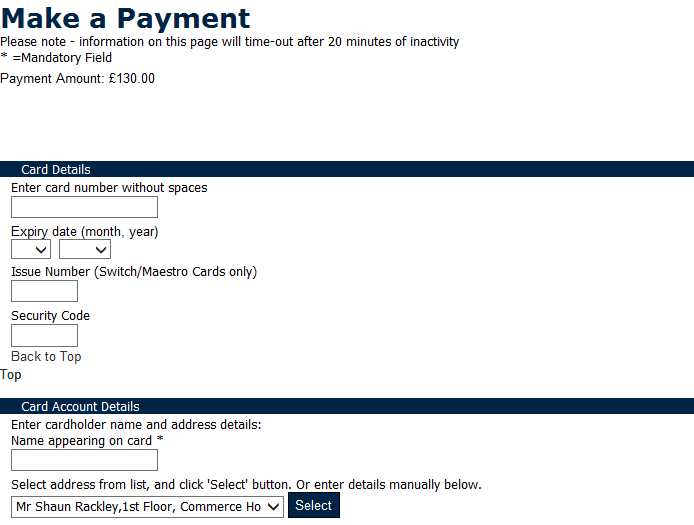 Make a Payment
Please note - information on this page will time-out after 20 minutes of inactivity
* =Mandatory Field
Payment Amount: £130.00
Card Details
Enter card number without spaces
Expiry date (month, year)
Issue Number (Switch/Maestro Cards only)
Security Code
Back to Top
Top
Card Account Details
Enter cardholder name and address details:
Name appearing on card *
Select address from list, and click 'Select' button. Or enter details manually below.
Mr Shaun Rackley,1st Floor, Commerce Ho Select